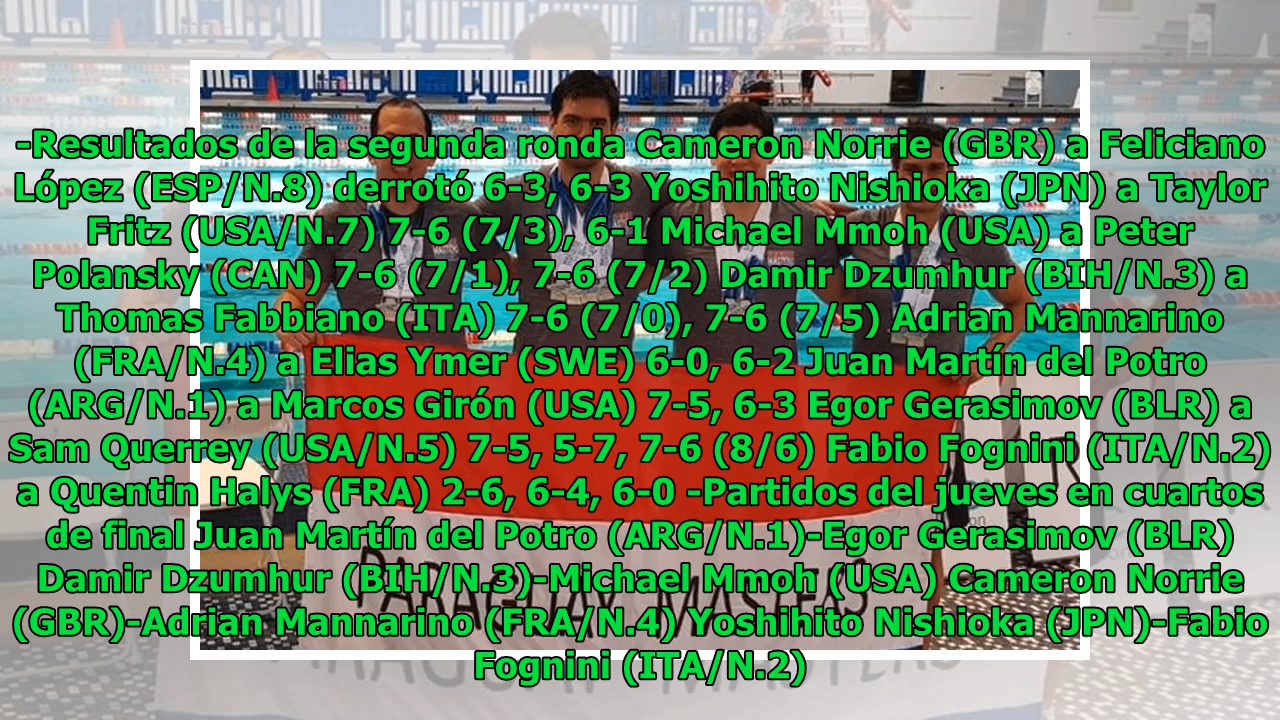 -Resultados de la segunda ronda Cameron Norrie (GBR) a Feliciano
López (ESP/N.8) derrotó 6-3, 6-3 Yoshihito Nishioka (JPN) a Taylor
Fritz (USA/N.7) 7-6 (7/3), 6-1 Michael Mmoh (USA) a Peter
Polansky (CAN) 7-6 (7/1), 7-6 (7/2) Damir Dzumhur (BIH/N.3) a
Thomas Fabbiano (ITA) 7-6 (7/0), 7-6 (7/5) Adrian Mannarino
(FRA/N.4) a Elias Ymer (SWE) 6-0, 6-2 Juan Martín del Potro
(ARG/N.1) a Marcos Girón (USA) 7-5, 6-3 Egor Gerasimov (BLR) a
Sam Querrey (USA/N.5) 7-5, 5-7, 7-6 (8/6) Fabio Fognini (ITA/N.2)
a Quentin Halys (FRA) 2-6, 6-4, 6-0 -Partidos del jueves en cuartos
de final Juan Martín del Potro (ARG/N.1)-Egor Gerasimov (BLR)
Damir Dzumhur (BIH/N.3)-Michael Mmoh (USA) Cameron Norrie
(GBR)-Adrian Mannarino (FRA/N.4) Yoshihito Nishioka (JPN)-Fabio
Fognini (ITA/N.2)
PARAGUAY MASTERS